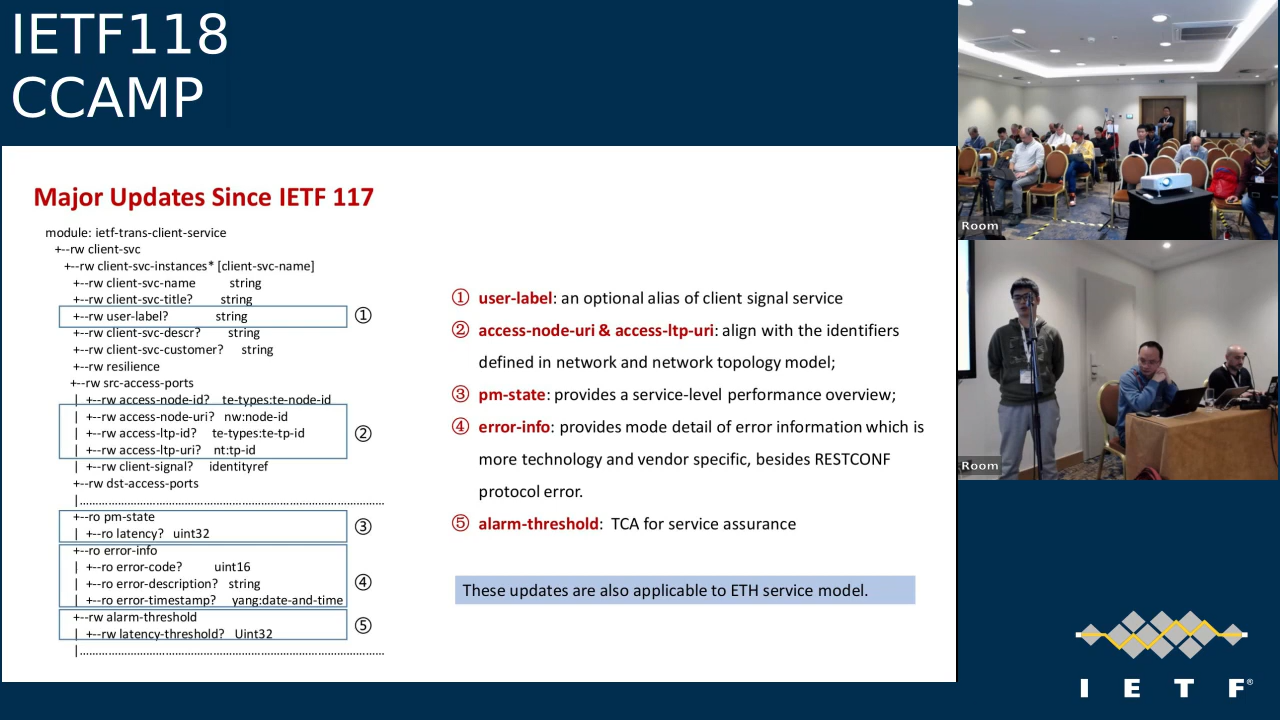 IETF118
CCAMP
Major Updates Since IETF 117
module: ietf-trans-client-service
+--rw client-svc
+--rw client-svc-instances* [client-svc-name]
+--rw client-svc-name string
+--rw client-svc-title? string
+--rw user-label? string
①
+--rw client-svc-descr? string
+--rw client-svc-customer? string
+--rw resilience
+--rw src-access-ports
| +--rw access-node-id? te-types:te-node-id
| +--rw access-node-uri? nw:node-id
| +--rw access-ltp-id? te-types:te-tp-id
②
| +--rw access-ltp-uri? nt:tp-id
| +--rw client-signal? identityref
+--rw dst-access-ports
|........................................................................................
+--ro pm-state
③
| +--ro latency? uint32
+--ro error-info
| +--ro error-code? uint16
| +--ro error-description? string
④
| +--ro error-timestamp? yang:date-and-time
+--rw alarm-threshold
⑤
| +--rw latency-threshold? Uint32
|........................................................................................
① user-label: an optional alias of client signal service
② access-node-uri & access-ltp-uri: align with the identifiers
defined in network and network topology model;
③ pm-state: provides a service-level performance overview;
④ error-info: provides mode detail of error information which is
more technology and vendor specific, besides RESTCONF
protocol error.
⑤ alarm-threshold: TCA for service assurance
These updates are also applicable to ETH service model.
Room
Room
I E T F®